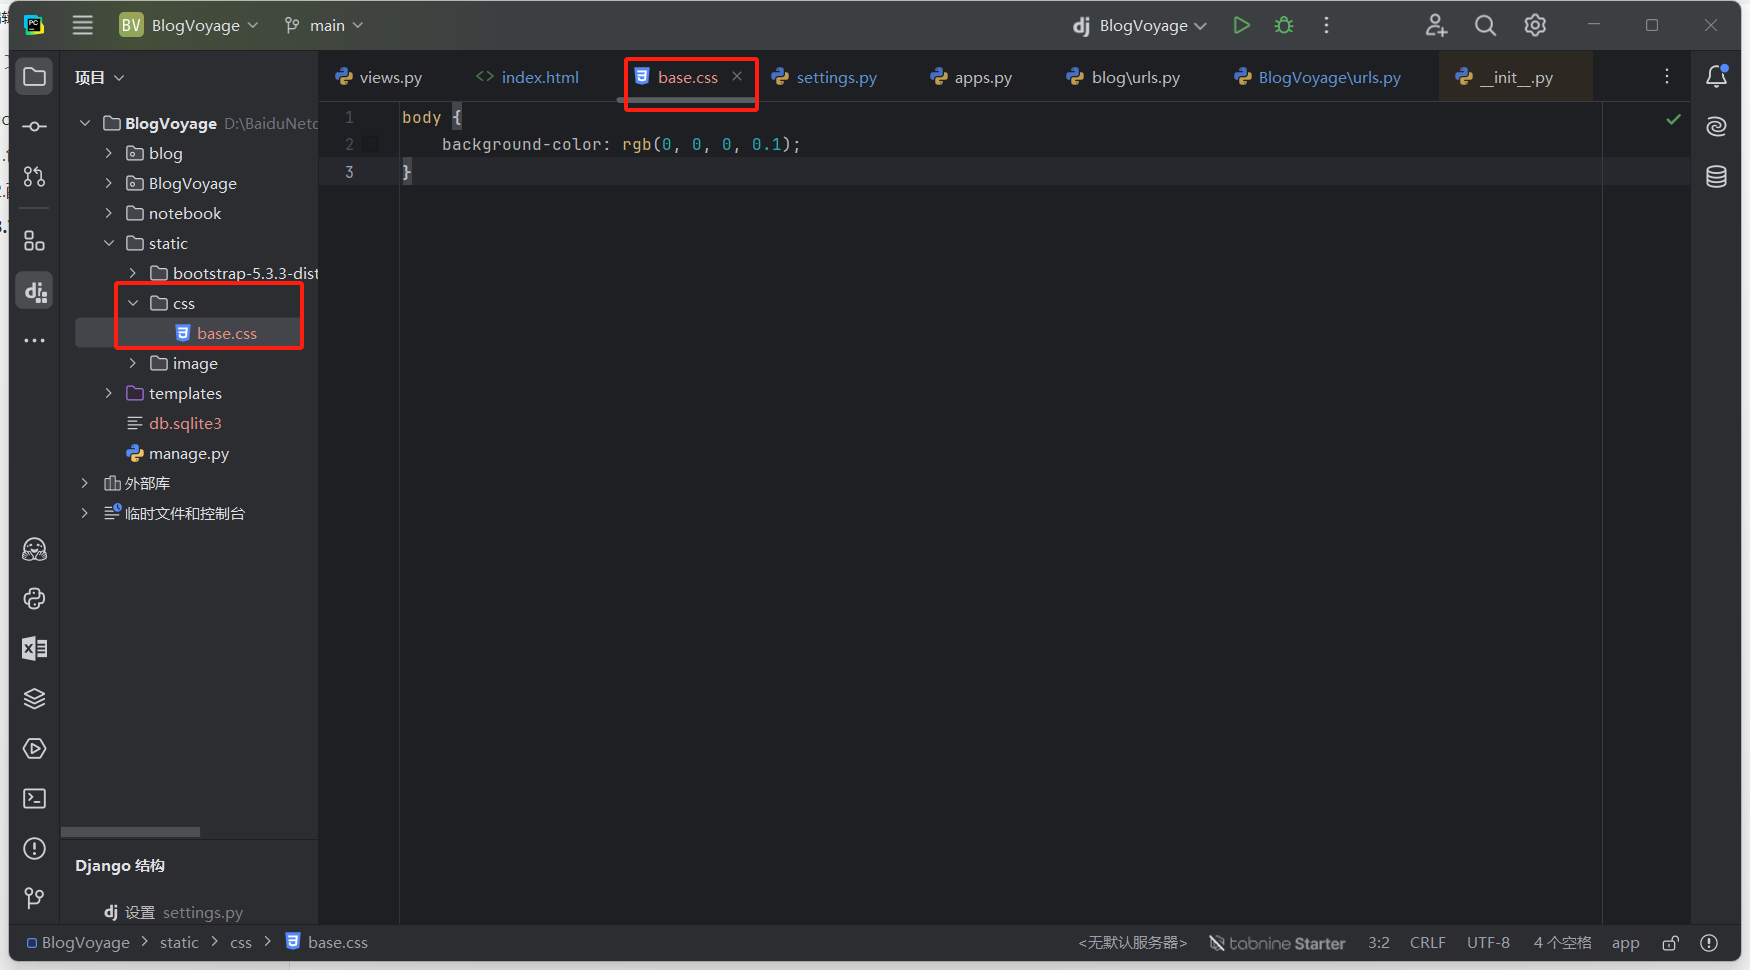 BV BlogVoyage main dj BlogVoyage
项目
views.py index.html base.css settings.py apps.py blog\urls.py BlogVoyage\urls.py __init__.py
BlogVoyage D:\BaiduNetc
blog
BlogVoyage
notebook
static
bootstrap-5.3.3-dist
css
base.css
image
templates
db.sqlite3
manage.py
外部库
临时文件和控制台
1 body {
2 background-color: rgb(0, 0, 0, 0.1);
3 }
Django 结构
dj 设置 settings.py
BlogVoyage > static > css > base.css <无默认服务器> tabnine Starter 3:2 CRLF UTF-8 4 个空格 app